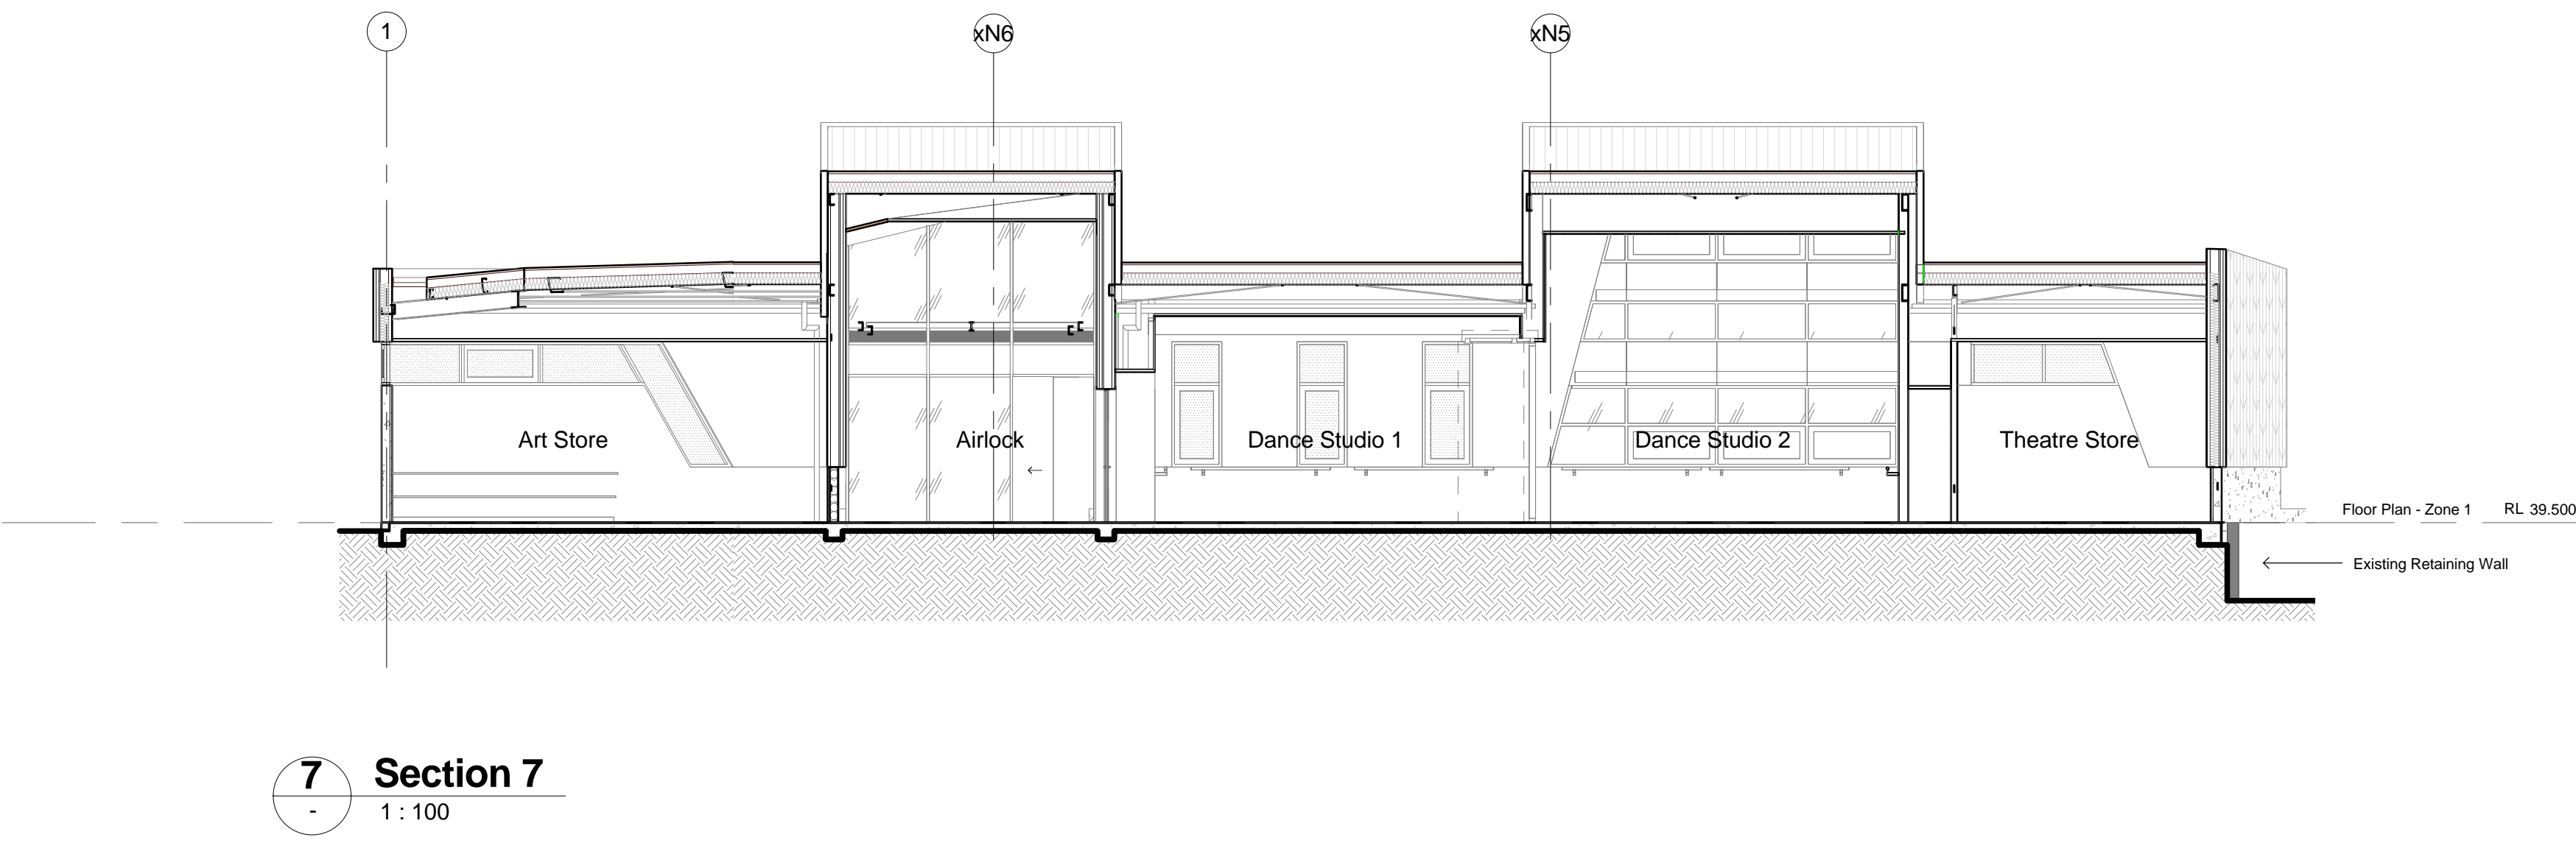 1
xN6
xN5
Art Store
Airlock
Dance Studio 1
Dance Studio 2
Theatre Store
Floor Plan - Zone 1 RL 39.500
Existing Retaining Wall
7
-
Section 7
1 : 100